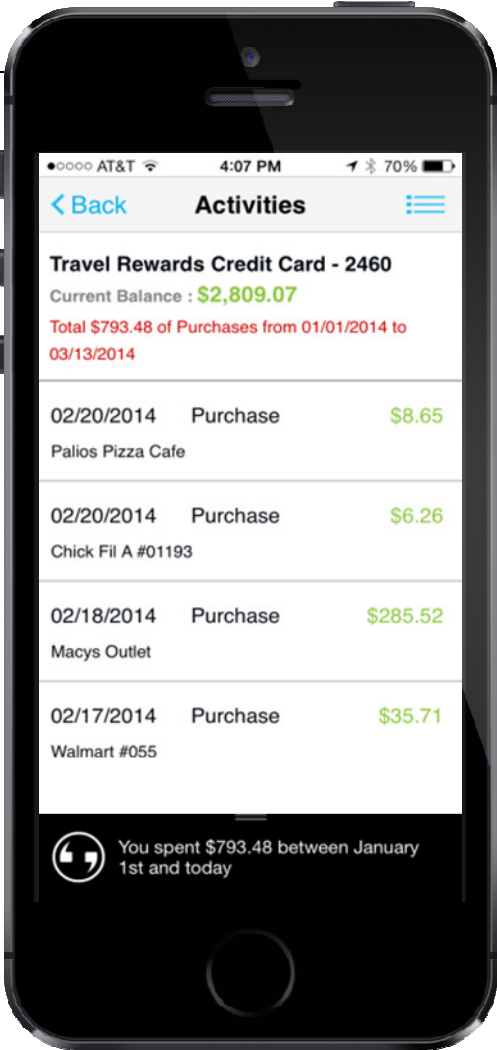 AT&T 4:07 PM 70%
Back Activities
Travel Rewards Credit Card - 2460
Current Balance : $2,809.07
Total $793.48 of Purchases from 01/01/2014 to
03/13/2014
02/20/2014 Purchase $8.65
Palios Pizza Cafe
02/20/2014 Purchase $6.26
Chick Fil A #01193
02/18/2014 Purchase $285.52
Macys Outlet
02/17/2014 Purchase $35.71
Walmart #055
You spent $793.48 between January
1st and today